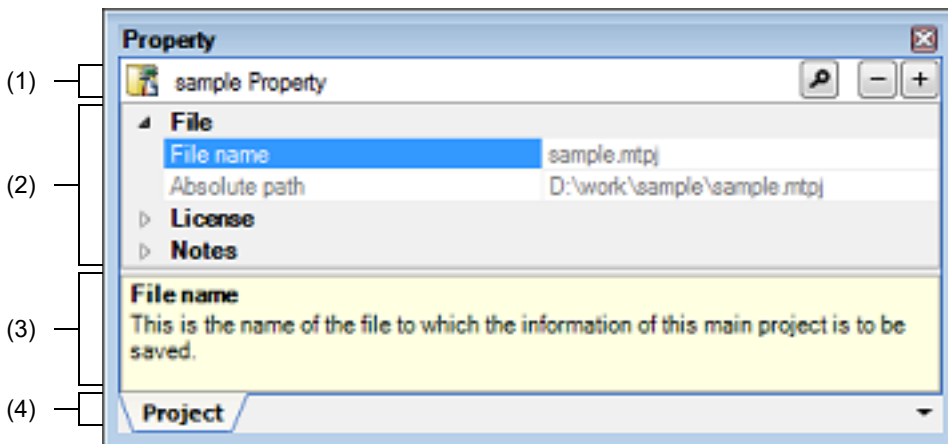 Property
(1) sample Property
File
File name sample.mtpj
(2) Absolute path D:\work\sample\sample.mtpj
License
Notes
File name
(3) This is the name of the file to which the information of this main project is to be
saved.
(4) Project